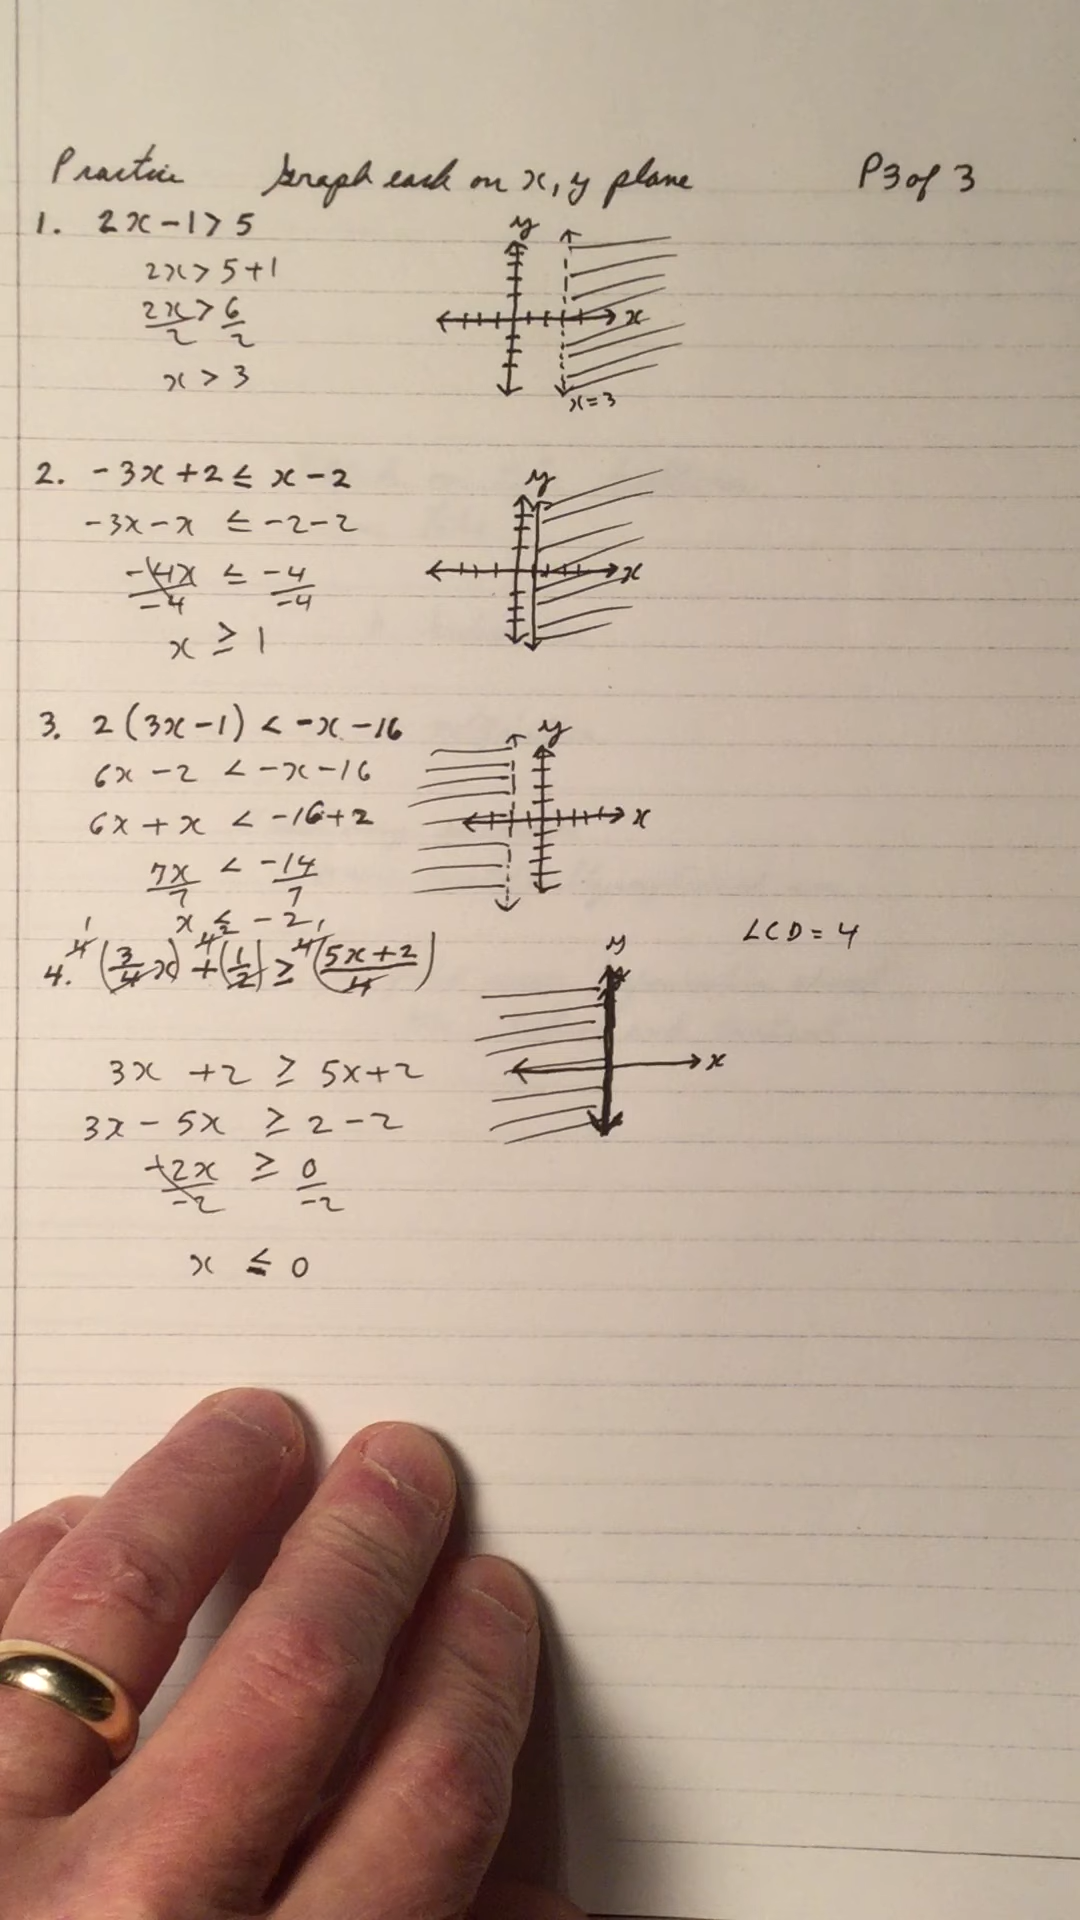 Practice Graph each on x, y plane P3 of 3
1. 2x - 1 > 5
y
2x > 5 + 1
2x/2 > 6/2
x
x > 3
x = 3
2. -3x + 2 ≤ x - 2
y
-3x - x ≤ -2 - 2
-4x/-4 ≤ -4/-4
x
x ≥ 1
3. 2(3x - 1) < -x - 16
y
6x - 2 < -x - 16
6x + x < -16 + 2
x
7x/7 < -14/7
x < -2
LCD = 4
4. 4(3/4 x) + 4(1/2) ≥ 4(5x + 2/4)
1 2 1
y
3x + 2 ≥ 5x + 2
x
3x - 5x ≥ 2 - 2
-2x/-2 ≥ 0/-2
x ≤ 0